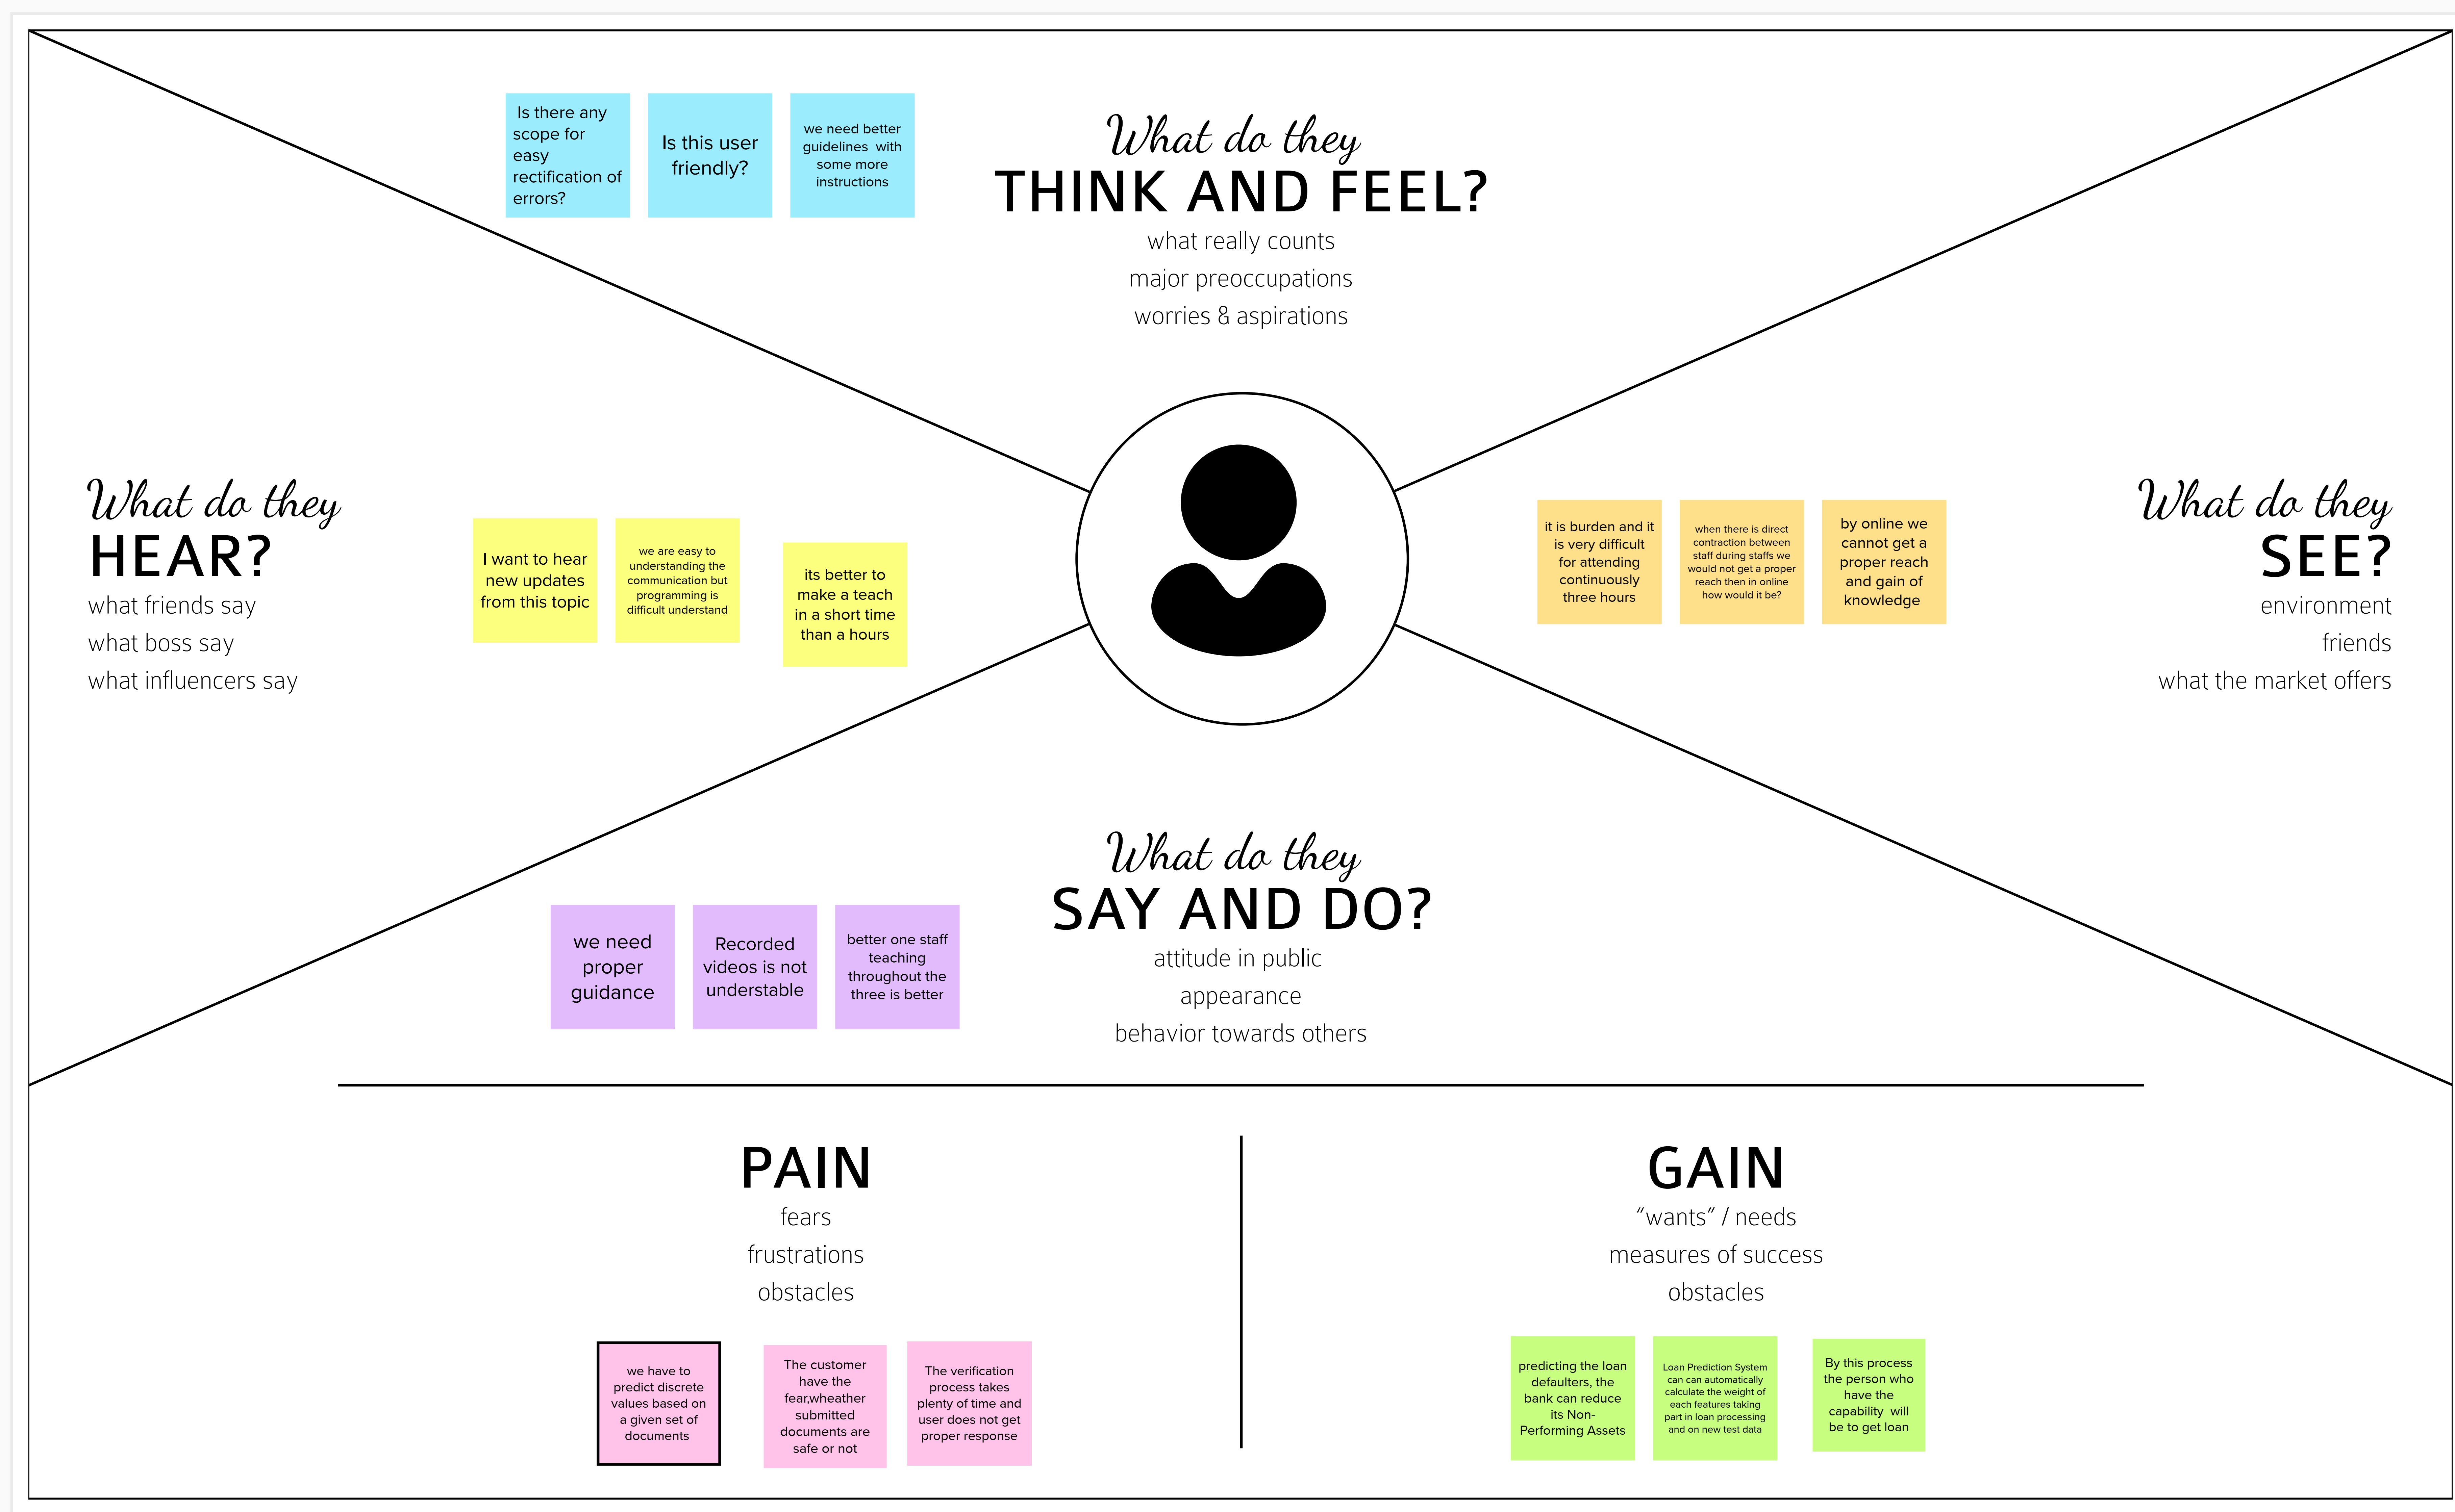 Is there any
scope for
easy
rectification of
errors?
Is this user
friendly?
we need better
guidelines with
some more
instructions
What do they
THINK AND FEEL?
what really counts
major preoccupations
worries & aspirations
What do they
HEAR?
what friends say
what boss say
what influencers say
I want to hear
new updates
from this topic
we are easy to
understanding the
communication but
programming is
difficult understand
its better to
make a teach
in a short time
than a hours
it is burden and it
is very difficult
for attending
continuously
three hours
when there is direct
contraction between
staff during staffs we
would not get a proper
reach then in online
how would it be?
by online we
cannot get a
proper reach
and gain of
knowledge
What do they
SEE?
environment
friends
what the market offers
What do they
SAY AND DO?
attitude in public
appearance
behavior towards others
we need
proper
guidance
Recorded
videos is not
understable
better one staff
teaching
throughout the
three is better
PAIN
fears
frustrations
obstacles
we have to
predict discrete
values based on
a given set of
documents
The customer
have the
fear,wheather
submitted
documents are
safe or not
The verification
process takes
plenty of time and
user does not get
proper response
GAIN
“wants” / needs
measures of success
obstacles
predicting the loan
defaulters, the
bank can reduce
its Non-
Performing Assets
Loan Prediction System
can can automatically
calculate the weight of
each features taking
part in loan processing
and on new test data
By this process
the person who
have the
capability will
be to get loan